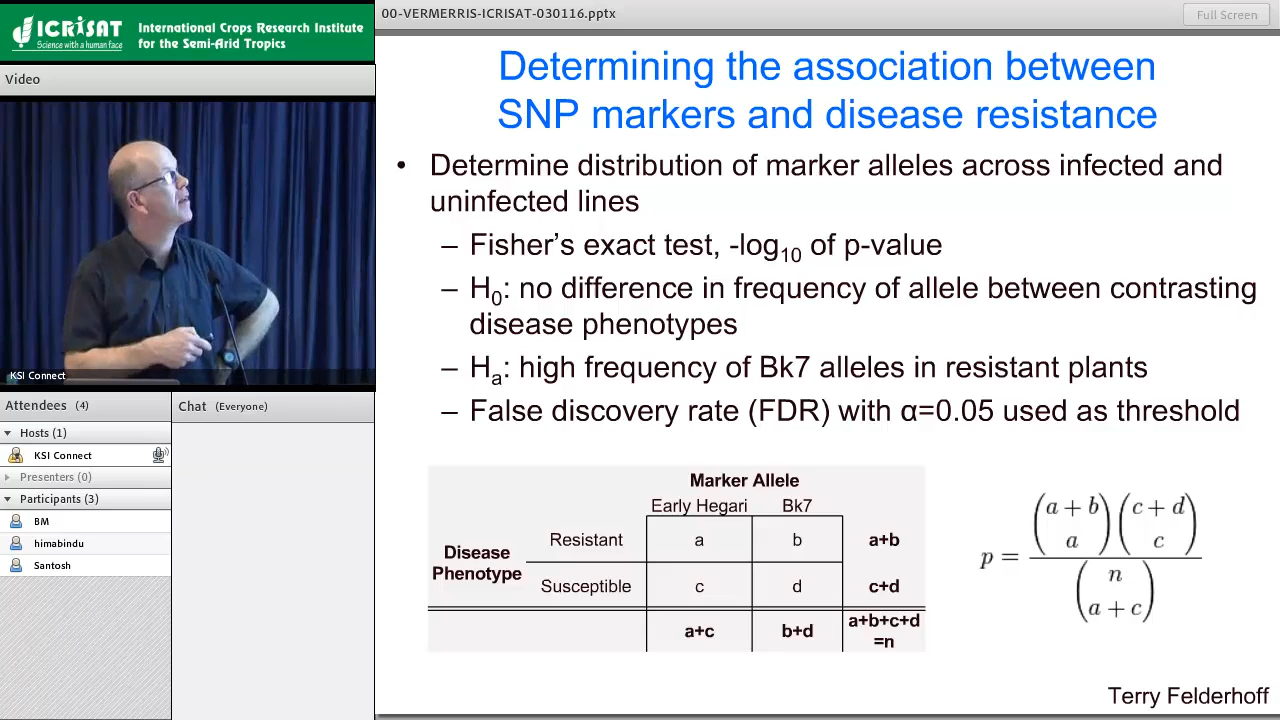 ICRISAT
Science with a human face
International Crops Research Institute
for the Semi-Arid Tropics
00-VERMERRIS-ICRISAT-030116.pptx
Full Screen
Video
KSI Connect
Attendees (4)
Hosts (1)
KSI Connect
Presenters (0)
Participants (3)
BM
himabindu
Santosh
Chat (Everyone)
Determining the association between
SNP markers and disease resistance
• Determine distribution of marker alleles across infected and
uninfected lines
– Fisher’s exact test, -log10 of p-value
– H0: no difference in frequency of allele between contrasting
disease phenotypes
– Ha: high frequency of Bk7 alleles in resistant plants
– False discovery rate (FDR) with α=0.05 used as threshold
Marker Allele
Early Hegari Bk7
Disease
Phenotype
Resistant a b a+b
Susceptible c d c+d
a+c b+d a+b+c+d
=n
p = (a + b a)(c + d c) / (n a + c)
Terry Felderhoff